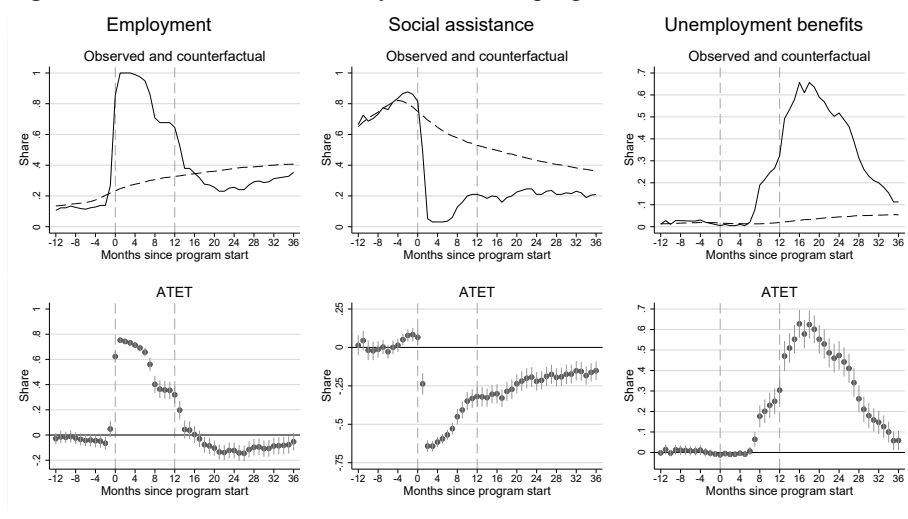 Employment
Observed and counterfactual
Share
1
.8
.6
.4
.2
0
-12 -8 -4 0 4 8 12 16 20 24 28 32 36
Months since program start
Social assistance
Observed and counterfactual
Share
1
.8
.6
.4
.2
0
-12 -8 -4 0 4 8 12 16 20 24 28 32 36
Months since program start
Unemployment benefits
Observed and counterfactual
Share
.7
.6
.5
.4
.3
.2
.1
0
-12 -8 -4 0 4 8 12 16 20 24 28 32 36
Months since program start
ATET
Share
1
.8
.6
.4
.2
0
-.2
-12 -8 -4 0 4 8 12 16 20 24 28 32 36
Months since program start
ATET
Share
.25
0
-.25
-.5
-.75
-12 -8 -4 0 4 8 12 16 20 24 28 32 36
Months since program start
ATET
Share
.7
.6
.5
.4
.3
.2
.1
0
-12 -8 -4 0 4 8 12 16 20 24 28 32 36
Months since program start